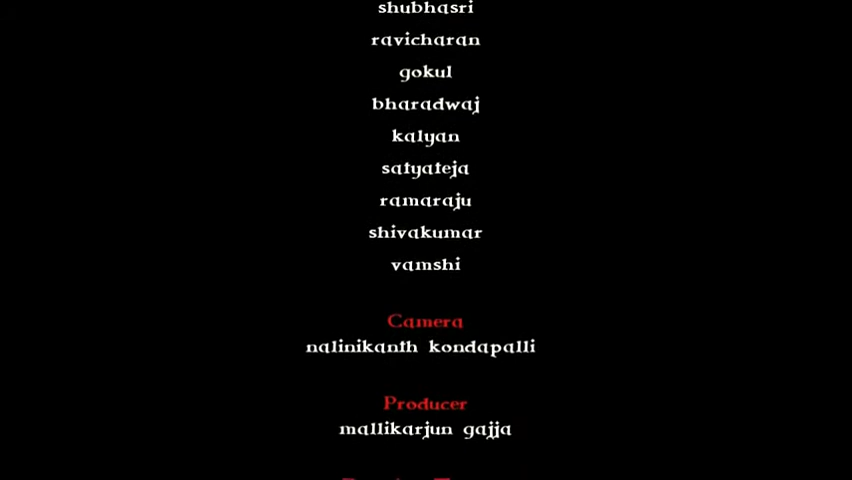 shubhasri
ravicharan
gokul
bharadwaj
kalyan
satyateja
ramaraju
shivakumar
vamshi
Camera
nalinikanth kondapalli
Producer
mallikarjun gajja